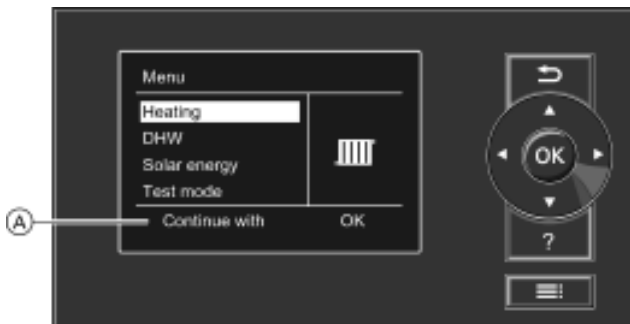 Menu
Heating
DHW
Solar energy
Test mode
Continue with OK
A
OK
?